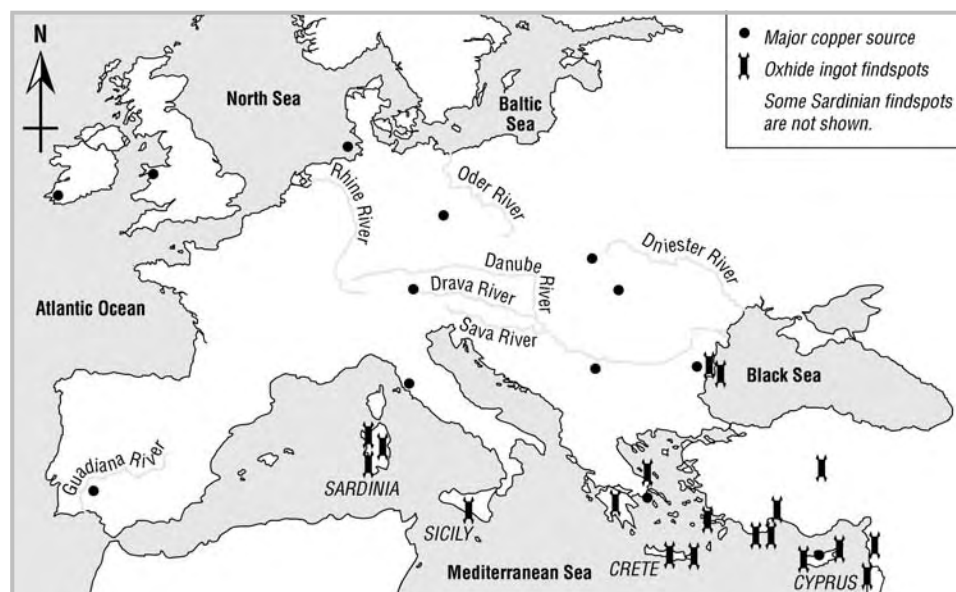 N
Major copper source
Oxhide ingot findspots
Some Sardinian findspots
are not shown.
North Sea
Baltic
Sea
Rhine River
Oder River
Dniester River
Danube
River
Drava River
Atlantic Ocean
Sava River
Black Sea
Guadiana River
SARDINIA
SICILY
CRETE
Mediterranean Sea
CYPRUS